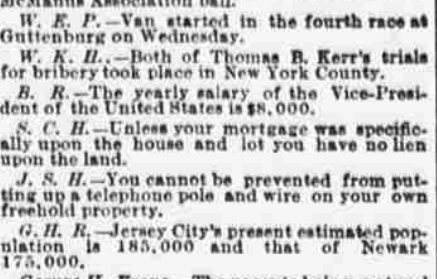 McManus Association ball.
W. E. P.—Van started in the fourth race at
Guttenburg on Wednesday.
W. K. H..—Both of Thomas B. Kerr's trials
for bribery took place in New York County.
B. R.—The yearly salary of the Vice-Presi-
dent of the United States is $8,000.
S. C. H.—Unless your mortgage was specific-
ally upon the house and lot you have no lien
upon the land.
J. S. H.—You cannot be prevented from put-
ting up a telephone pole and wire on your own
freehold property.
G. H. R.—Jersey City's present estimated pop-
ulation is 185,000 and that of Newark
175,000.